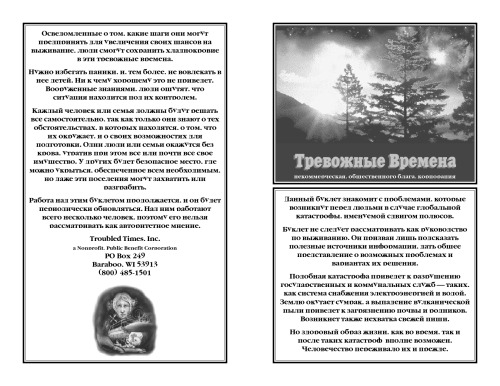 Осведомленные о том, какие шаги они могут
предпринять для увеличения своих шансов на
выживание, люди смогут сохранить хладнокровие
в эти тревожные времена.
Нужно избегать паники, и, тем более, не вовлекать в
нее детей. Ни к чему хорошему это не приведет.
Вооруженные знаниями, люди ощутят, что
ситуация находится под их контролем.
Каждый человек или семья должны будут решать
все самостоятельно, так как только они знают о тех
обстоятельствах, в которых находятся, о том, что
их окружает, и о своих возможностях для
подготовки. Одни люди или семьи окажутся без
крова, утратив при этом все или почти все свое
имущество. У других будет безопасное место, где
можно укрыться, обеспеченное всем необходимым,
но даже эти поселения могут захватить или
разграбить.
Работа над этим буклетом продолжается, и он будет
периодически обновляться. Над ним работают
всего несколько человек, поэтому его нельзя
рассматривать как авторитетное мнение.
Troubled Times, Inc.
a Nonprofit, Public Benefit Corporation
PO Box 249
Baraboo, WI 53913
(800) 485-1501
Тревожные Времена
некоммерческая, общественного блага, корпорация
Данный буклет знакомит с проблемами, которые
возникнут перед людьми в случае глобальной
катастрофы, именуемой сдвигом полюсов.
Буклет не следует рассматривать как руководство
по выживанию. Он призван лишь подсказать
полезные источники информации, дать общее
представление о возможных проблемах и
вариантах их решения.
Подобная катастрофа приведет к разрушению
государственных и коммунальных служб — таких,
как система снабжения электроэнергией и водой.
Землю окутает сумрак, а выпадение вулканической
пыли приведет к загрязнению почвы и родников.
Возникнет также нехватка свежей пищи.
Но здоровый образ жизни, как во время, так и
после таких катастроф вполне возможен.
Человечество переживало их и прежде.